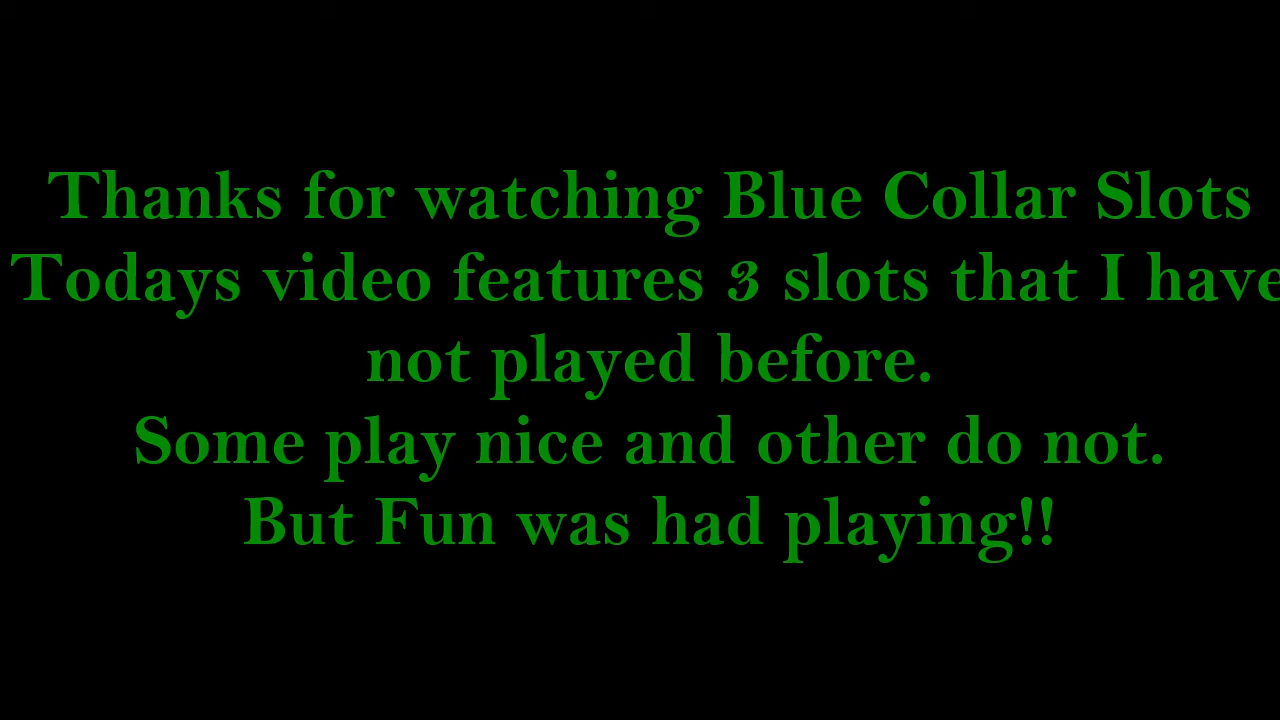 Thanks for watching Blue Collar Slots
Todays video features 3 slots that I have
not played before.
Some play nice and other do not.
But Fun was had playing!!